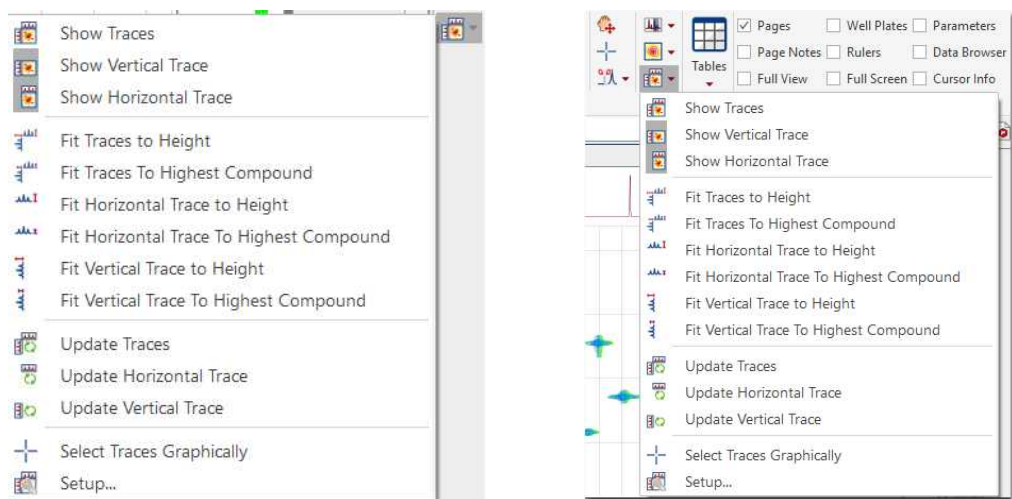 Show Traces
Show Vertical Trace
Show Horizontal Trace
Fit Traces to Height
Fit Traces To Highest Compound
Fit Horizontal Trace to Height
Fit Horizontal Trace To Highest Compound
Fit Vertical Trace to Height
Fit Vertical Trace To Highest Compound
Update Traces
Update Horizontal Trace
Update Vertical Trace
Select Traces Graphically
Setup...
Tables
Pages Well Plates Parameters
Page Notes Rulers Data Browser
Full View Full Screen Cursor Info
Show Traces
Show Vertical Trace
Show Horizontal Trace
Fit Traces to Height
Fit Traces To Highest Compound
Fit Horizontal Trace to Height
Fit Horizontal Trace To Highest Compound
Fit Vertical Trace to Height
Fit Vertical Trace To Highest Compound
Update Traces
Update Horizontal Trace
Update Vertical Trace
Select Traces Graphically
Setup...